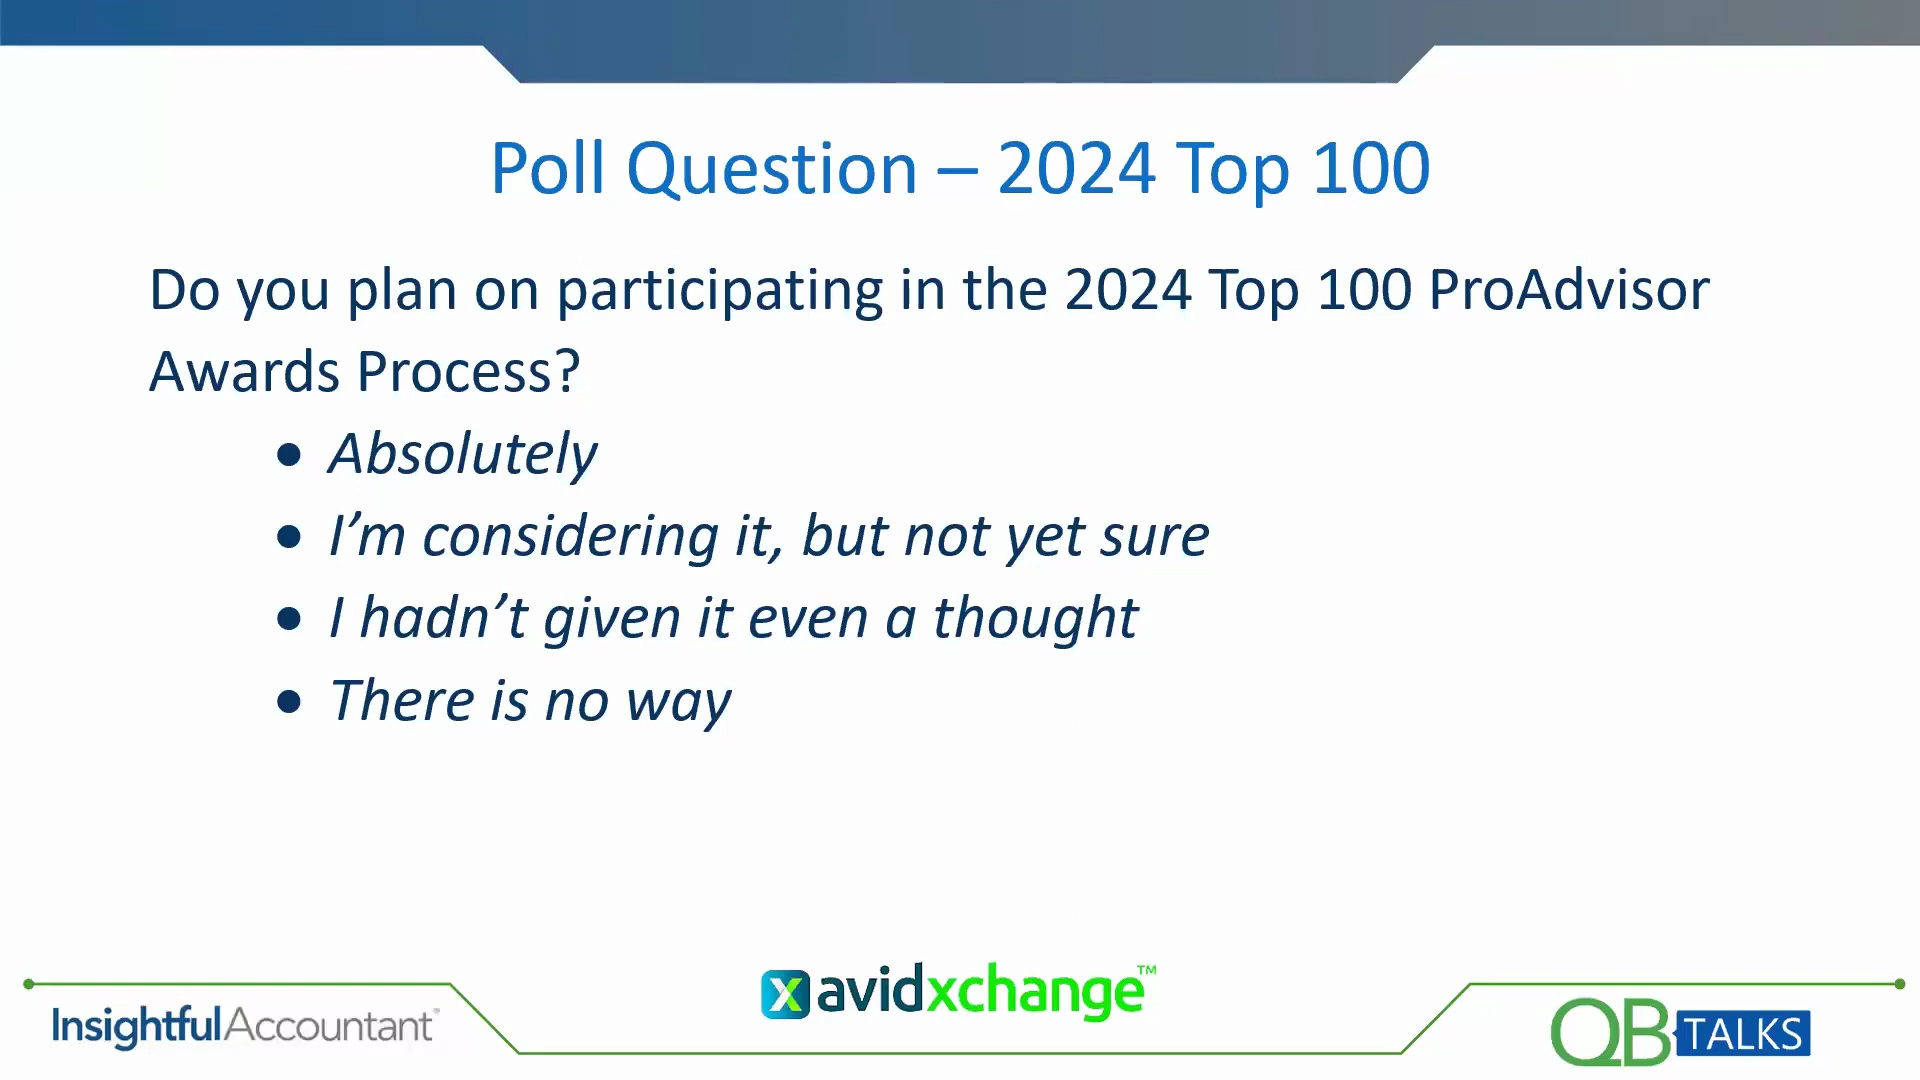 Poll Question – 2024 Top 100
Do you plan on participating in the 2024 Top 100 ProAdvisor
Awards Process?
• Absolutely
• I’m considering it, but not yet sure
• I hadn’t given it even a thought
• There is no way
avidxchange™
InsightfulAccountant®
QB TALKS